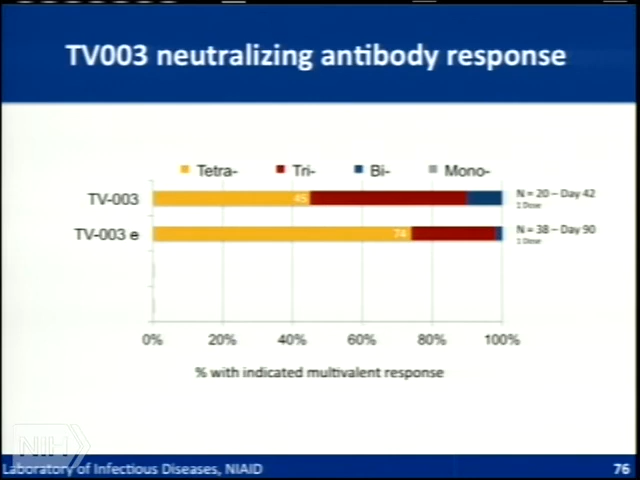 TV003 neutralizing antibody response
Tetra- Tri- Bi- Mono-
TV-003 45 N = 20 – Day 42
1 Dose
TV-003 e 74 N = 38 – Day 90
1 Dose
0% 20% 40% 60% 80% 100%
% with indicated multivalent response
NIH
Laboratory of Infectious Diseases, NIAID 76